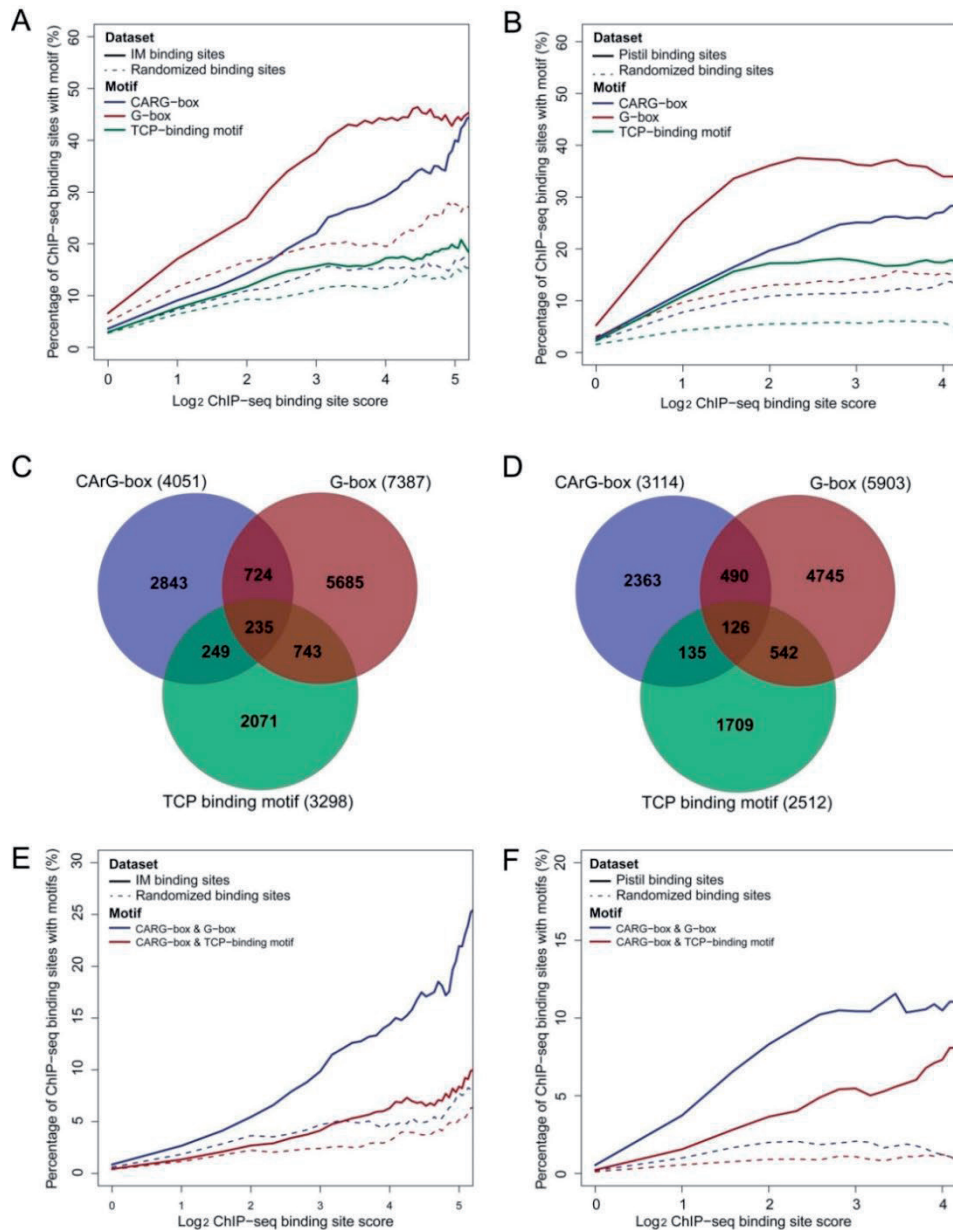 A
Percentage of ChIP-seq binding sites with motif (%)
60
50
40
30
20
10
0
Dataset
IM binding sites
Randomized binding sites
Motif
CARG-box
G-box
TCP-binding motif
0 1 2 3 4 5
Log2 ChIP-seq binding site score
B
Percentage of ChIP-seq binding sites with motif (%)
60
50
40
30
20
10
0
Dataset
Pistil binding sites
Randomized binding sites
Motif
CARG-box
G-box
TCP-binding motif
0 1 2 3 4
Log2 ChIP-seq binding site score
C
CArG-box (4051)
G-box (7387)
2843
724
5685
235
249
743
2071
TCP binding motif (3298)
D
CArG-box (3114)
G-box (5903)
2363
490
4745
126
135
542
1709
TCP binding motif (2512)
E
Percentage of ChIP-seq binding sites with motifs (%)
30
25
20
15
10
5
0
Dataset
IM binding sites
Randomized binding sites
Motif
CARG-box & G-box
CARG-box & TCP-binding motif
0 1 2 3 4 5
Log2 ChIP-seq binding site score
F
Percentage of ChIP-seq binding sites with motifs (%)
20
15
10
5
0
Dataset
Pistil binding sites
Randomized binding sites
Motif
CARG-box & G-box
CARG-box & TCP-binding motif
0 1 2 3 4
Log2 ChIP-seq binding site score